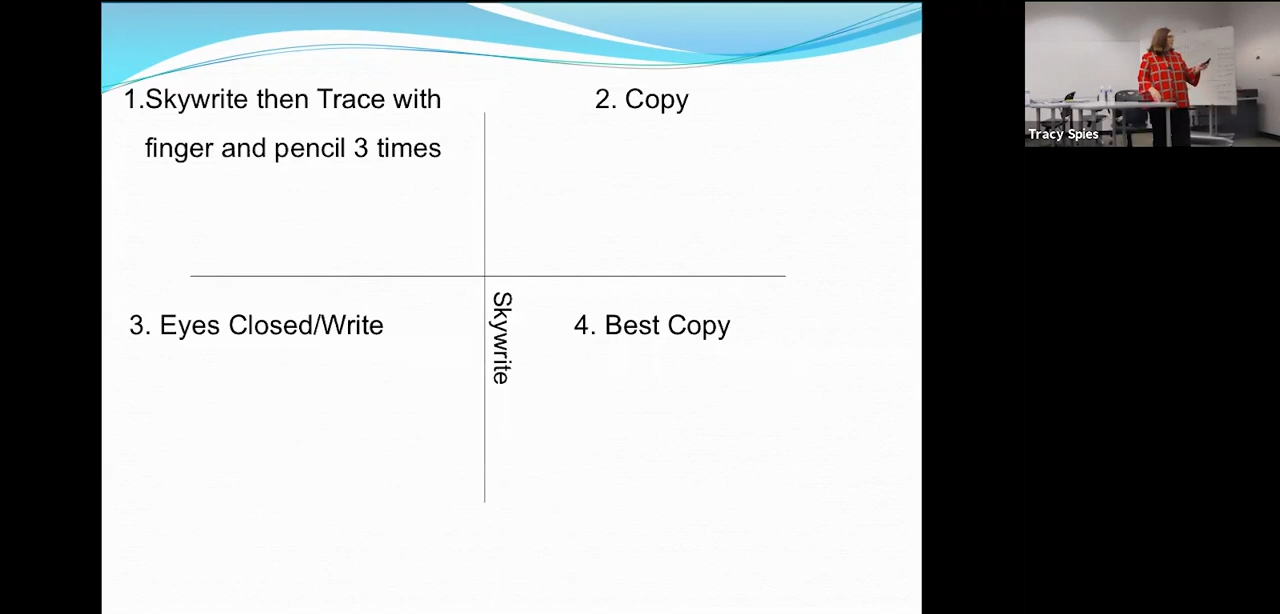 1.Skywrite then Trace with
finger and pencil 3 times
2. Copy
3. Eyes Closed/Write
Skywrite
4. Best Copy
Tracy Spies